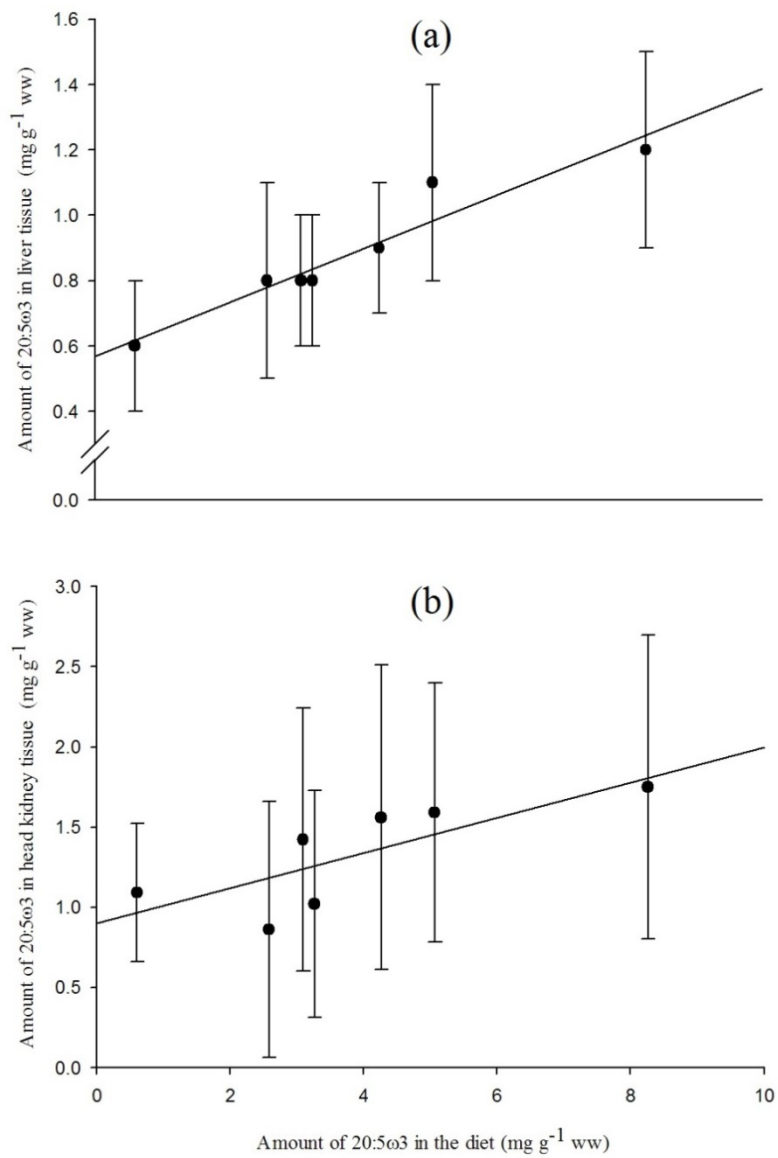 (a)
Amount of 20:5ω3 in liver tissue (mg g⁻¹ ww)
1.6
1.4
1.2
1.0
0.8
0.6
0.4
0.0
(b)
Amount of 20:5ω3 in head kidney tissue (mg g⁻¹ ww)
3.0
2.5
2.0
1.5
1.0
0.5
0.0
0 2 4 6 8 10
Amount of 20:5ω3 in the diet (mg g⁻¹ ww)